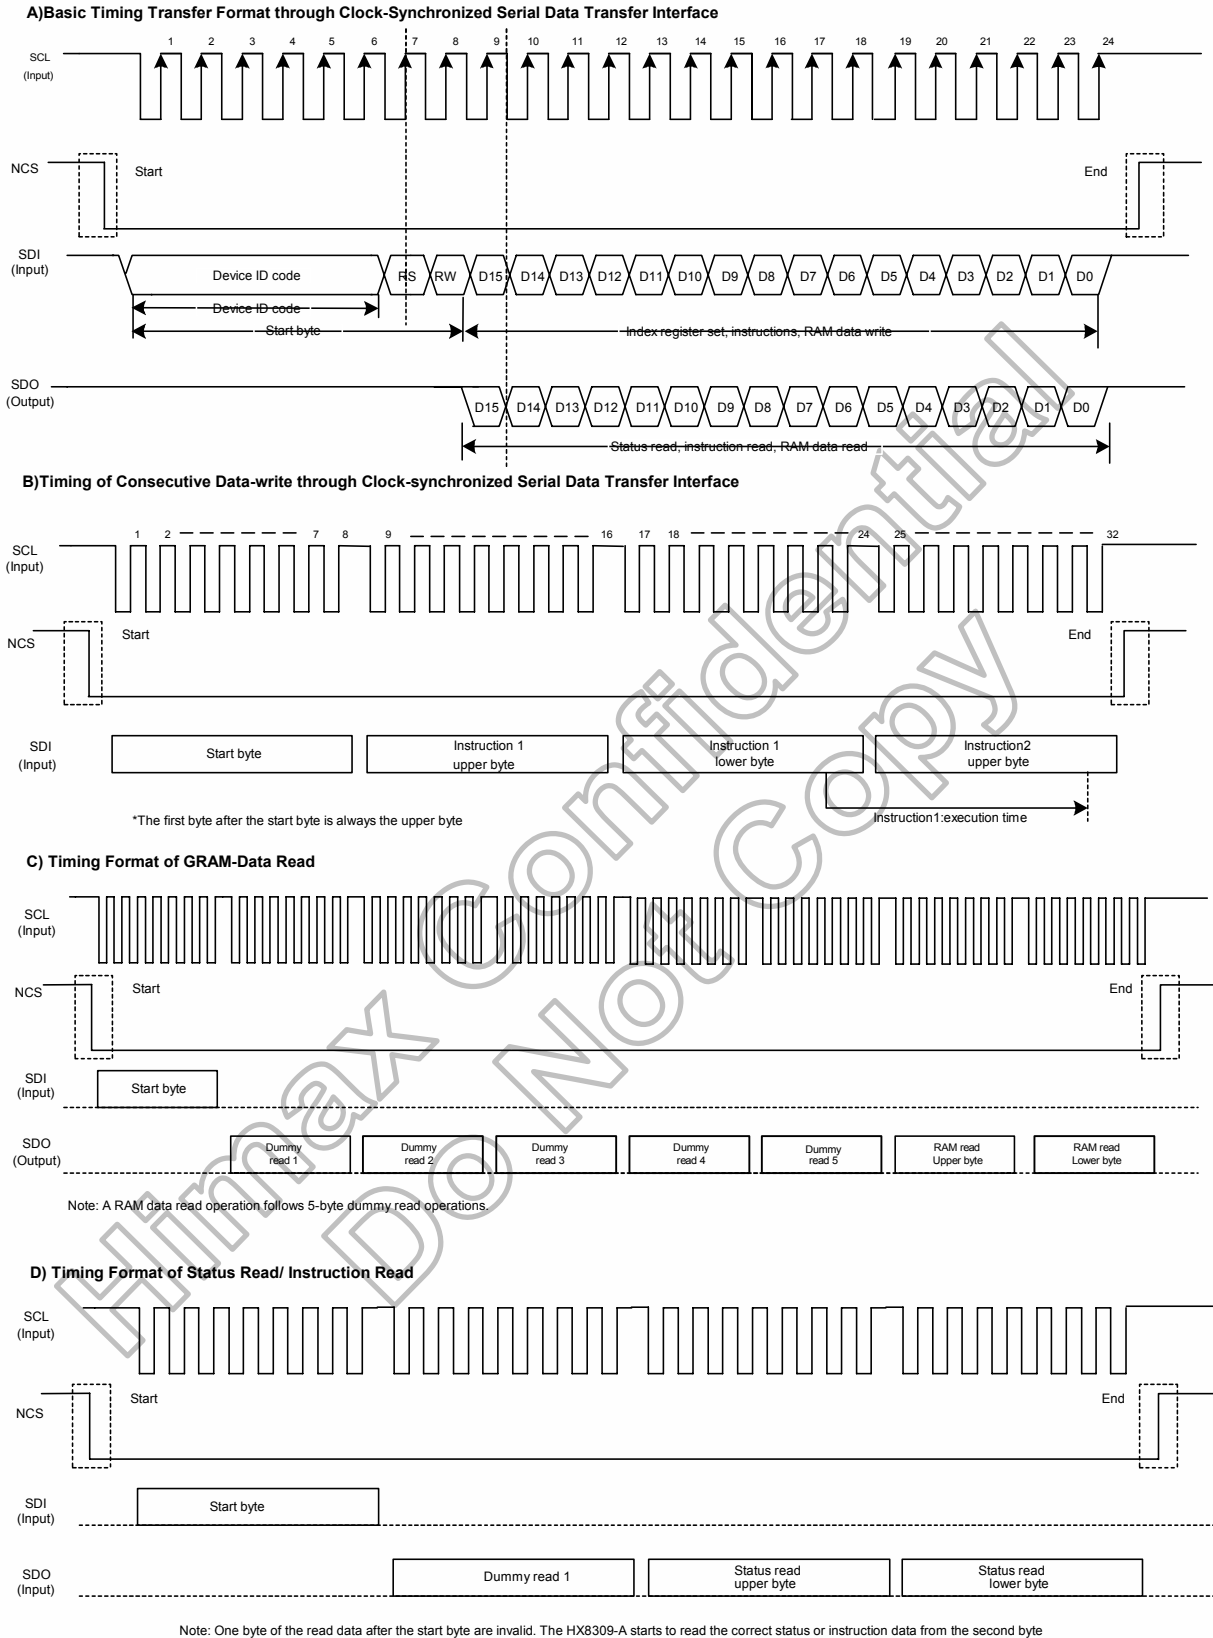 A)Basic Timing Transfer Format through Clock-Synchronized Serial Data Transfer Interface
1 2 3 4 5 6 7 8 9 10 11 12 13 14 15 16 17 18 19 20 21 22 23 24
SCL
(Input)
NCS
Start
End
SDI
(Input)
Device ID code RS RW D15 D14 D13 D12 D11 D10 D9 D8 D7 D6 D5 D4 D3 D2 D1 D0
Device ID code
Start byte
Index register set, instructions, RAM data write
SDO
(Output)
D15 D14 D13 D12 D11 D10 D9 D8 D7 D6 D5 D4 D3 D2 D1 D0
Status read, instruction read, RAM data read
B)Timing of Consecutive Data-write through Clock-synchronized Serial Data Transfer Interface
1 2 7 8 9 16 17 18 24 25 32
SCL
(Input)
NCS
Start
End
SDI
(Input)
Start byte
Instruction 1
upper byte
Instruction 1
lower byte
Instruction2
upper byte
Instruction1:execution time
*The first byte after the start byte is always the upper byte
C) Timing Format of GRAM-Data Read
SCL
(Input)
NCS
Start
End
SDI
(Input)
Start byte
SDO
(Output)
Dummy
read 1
Dummy
read 2
Dummy
read 3
Dummy
read 4
Dummy
read 5
RAM read
Upper byte
RAM read
Lower byte
Note: A RAM data read operation follows 5-byte dummy read operations.
D) Timing Format of Status Read/ Instruction Read
SCL
(Input)
NCS
Start
End
SDI
(Input)
Start byte
SDO
(Input)
Dummy read 1
Status read
upper byte
Status read
lower byte
Note: One byte of the read data after the start byte are invalid. The HX8309-A starts to read the correct status or instruction data from the second byte
Himax Confidential
Do Not Copy